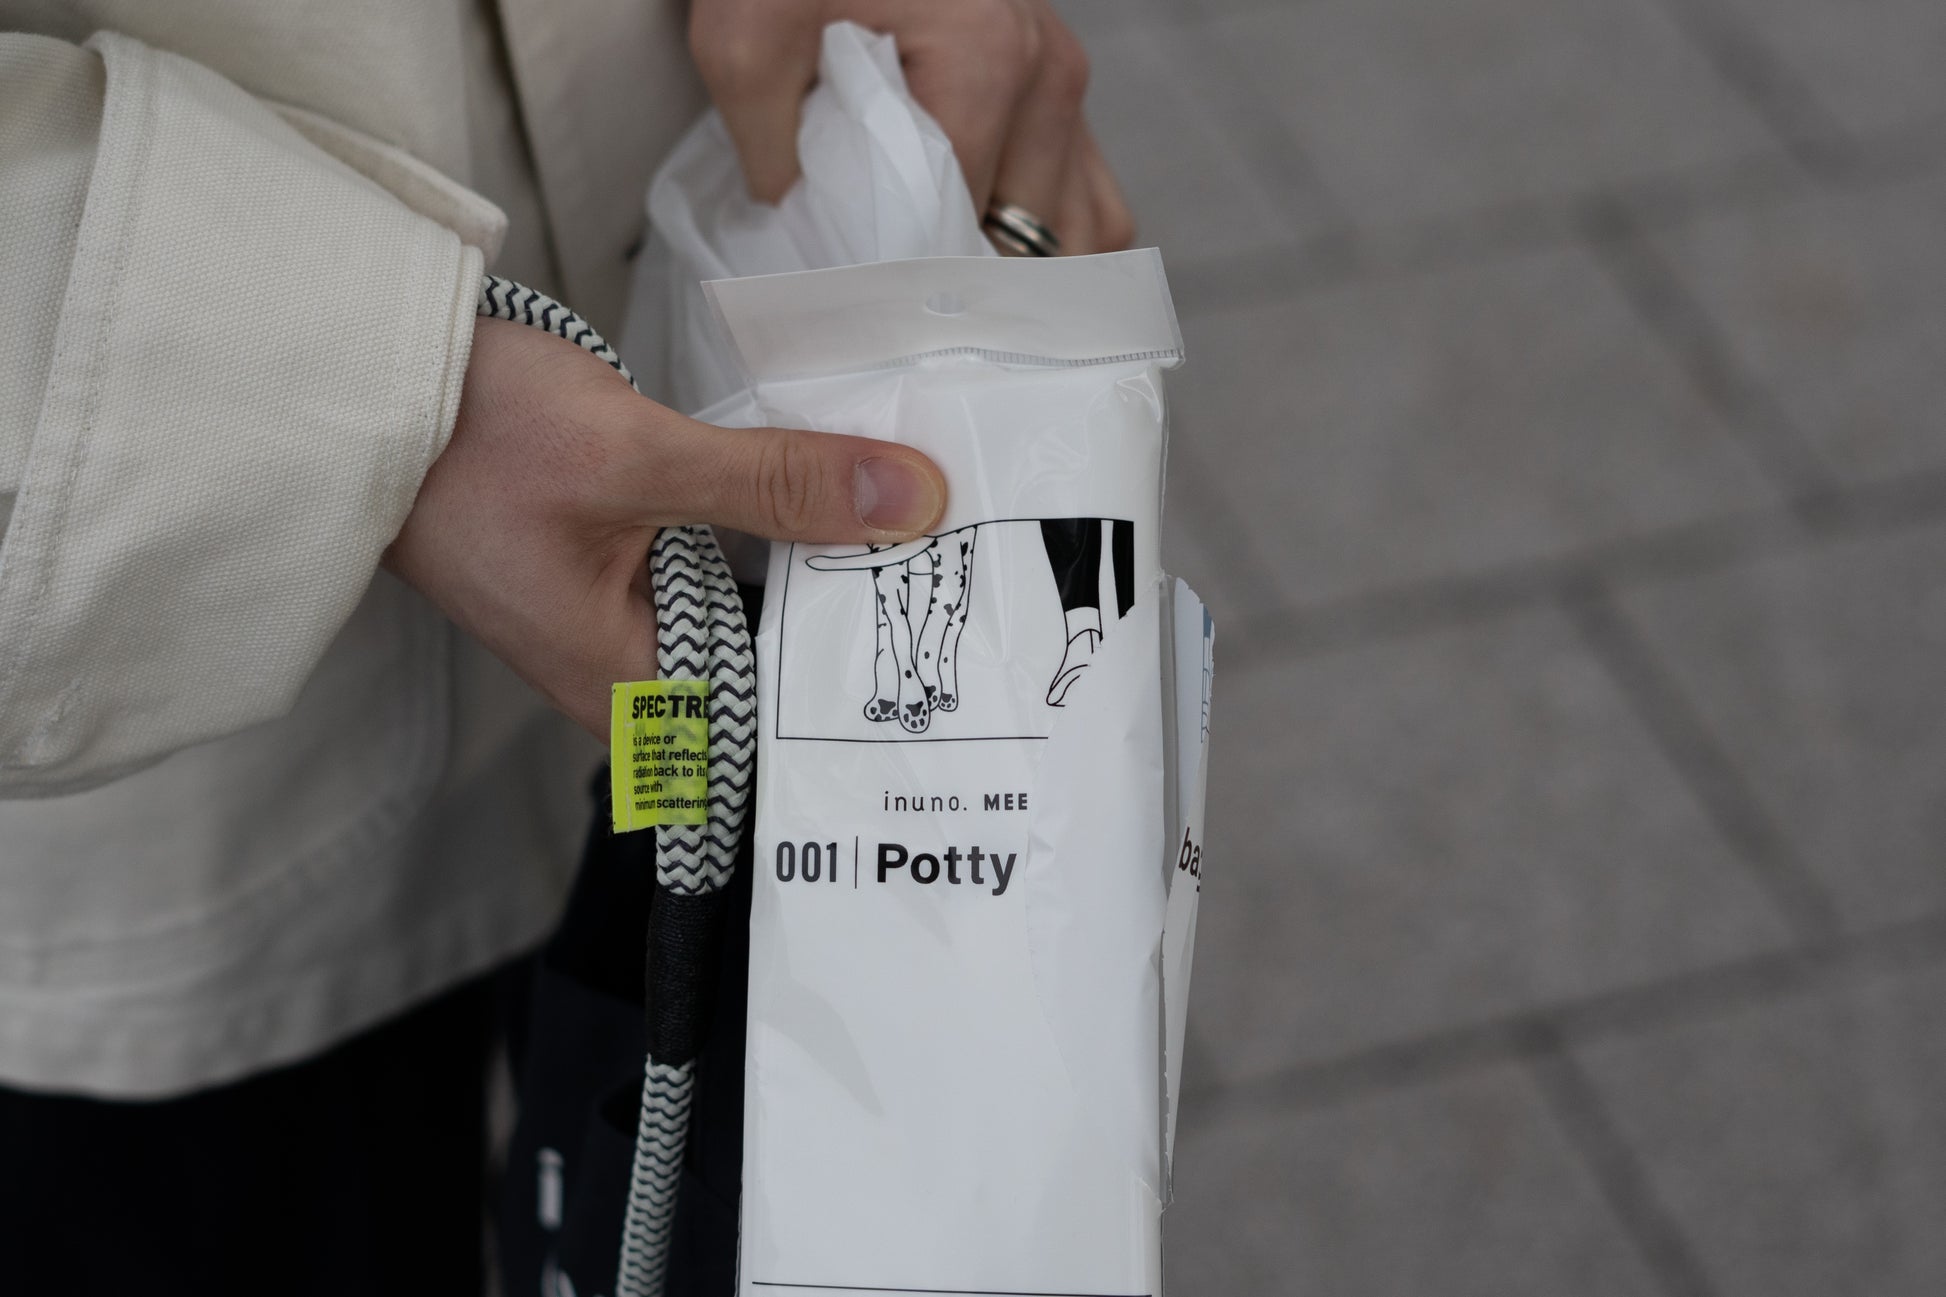 SPECTRE
is a device or
surface that reflects
radiation back to its
source with
minimum scattering
inuno. MEE
001 | Potty
ba